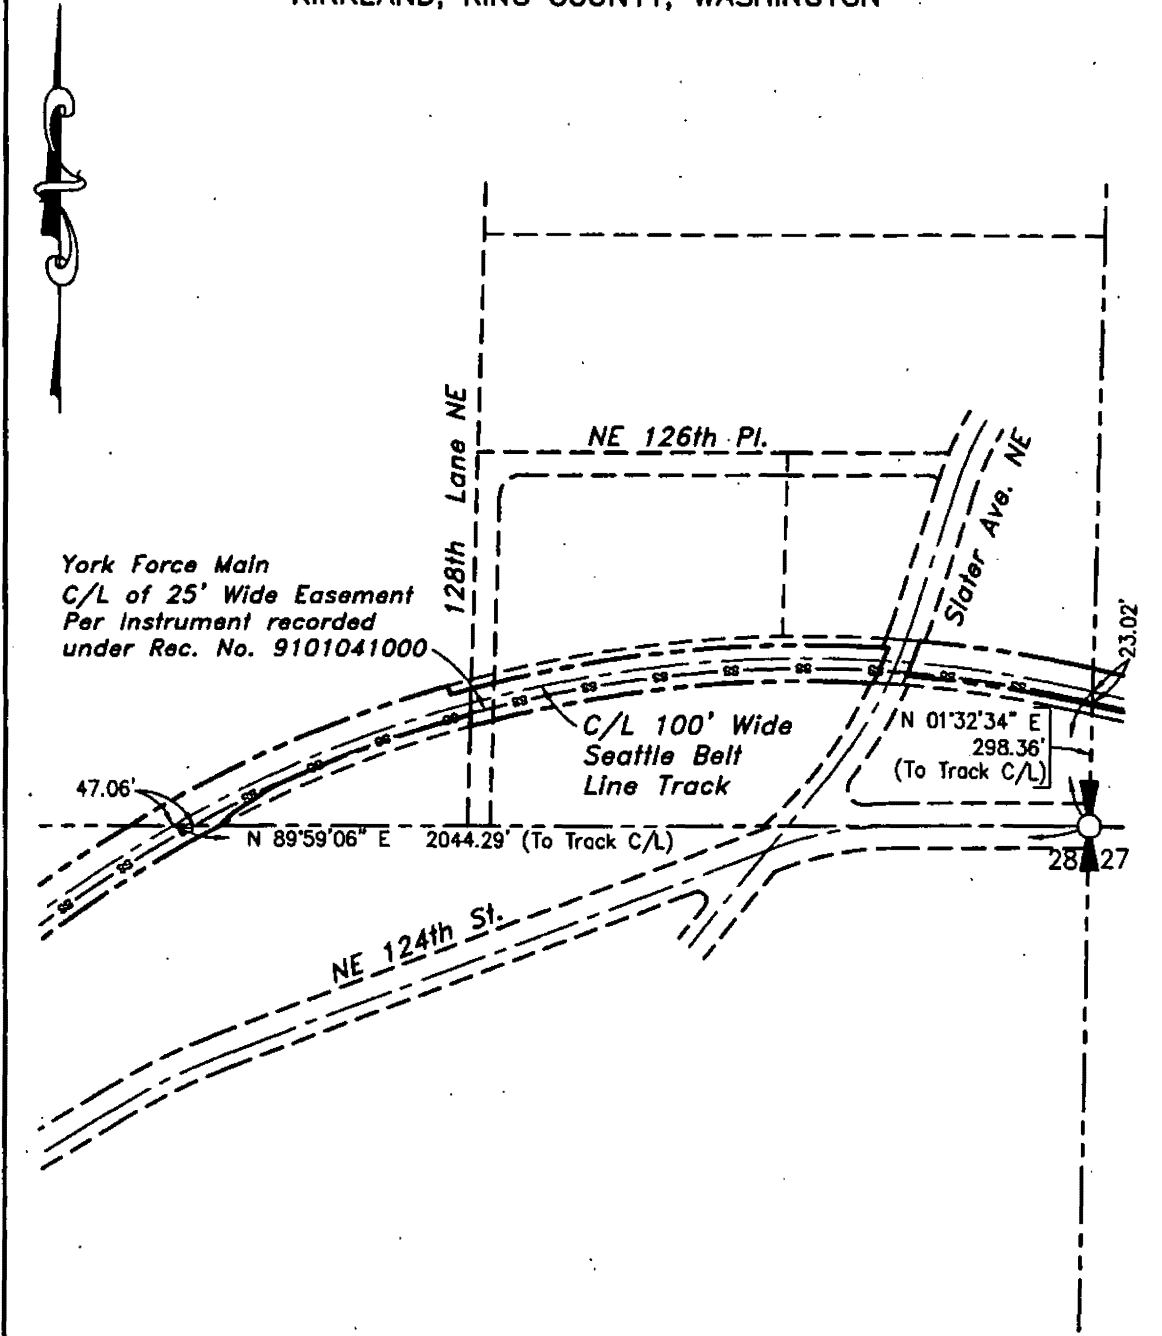 KIRKLAND, KING COUNTY, WASHINGTON
NE 126th Pl.
128th Lane NE
Slater Ave. NE
York Force Main
C/L of 25' Wide Easement
Per Instrument recorded
under Rec. No. 9101041000
23.02'
C/L 100' Wide
Seattle Belt
Line Track
N 01°32'34" E
298.36'
(To Track C/L)
47.06'
N 89°59'06" E 2044.29' (To Track C/L)
28 27
NE 124th St.